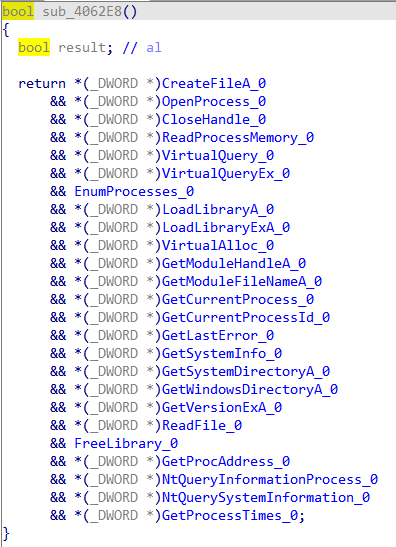 bool sub_4062E8()
{
  bool result; // al

  return *(_DWORD *)CreateFileA_0
      && *(_DWORD *)OpenProcess_0
      && *(_DWORD *)CloseHandle_0
      && *(_DWORD *)ReadProcessMemory_0
      && *(_DWORD *)VirtualQuery_0
      && *(_DWORD *)VirtualQueryEx_0
      && EnumProcesses_0
      && *(_DWORD *)LoadLibraryA_0
      && *(_DWORD *)LoadLibraryExA_0
      && *(_DWORD *)VirtualAlloc_0
      && *(_DWORD *)GetModuleHandleA_0
      && *(_DWORD *)GetModuleFileNameA_0
      && *(_DWORD *)GetCurrentProcess_0
      && *(_DWORD *)GetCurrentProcessId_0
      && *(_DWORD *)GetLastError_0
      && *(_DWORD *)GetSystemInfo_0
      && *(_DWORD *)GetSystemDirectoryA_0
      && *(_DWORD *)GetWindowsDirectoryA_0
      && *(_DWORD *)GetVersionExA_0
      && *(_DWORD *)ReadFile_0
      && FreeLibrary_0
      && *(_DWORD *)GetProcAddress_0
      && *(_DWORD *)NtQueryInformationProcess_0
      && *(_DWORD *)NtQuerySystemInformation_0
      && *(_DWORD *)GetProcessTimes_0;
}